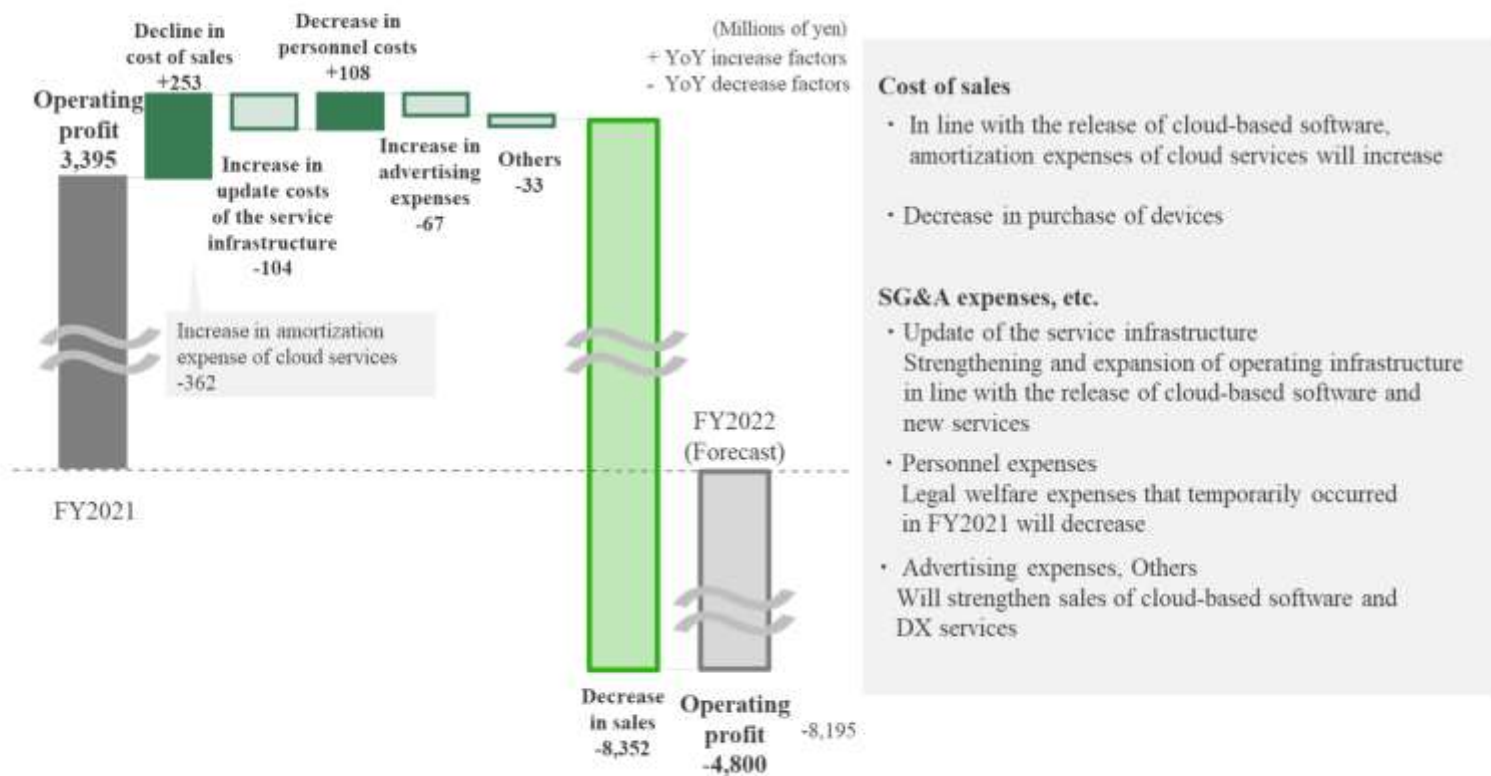 (Millions of yen)
+ YoY increase factors
- YoY decrease factors
Operating
profit
3,395
FY2021
Decline in
cost of sales
+253
Increase in
update costs
of the service
infrastructure
-104
Increase in amortization
expense of cloud services
-362
Decrease in
personnel costs
+108
Increase in
advertising
expenses
-67
Others
-33
Decrease
in sales
-8,352
FY2022
(Forecast)
Operating
profit
-4,800
-8,195
Cost of sales
・In line with the release of cloud-based software,
amortization expenses of cloud services will increase
・Decrease in purchase of devices
SG&A expenses, etc.
・Update of the service infrastructure
Strengthening and expansion of operating infrastructure
in line with the release of cloud-based software and
new services
・Personnel expenses
Legal welfare expenses that temporarily occurred
in FY2021 will decrease
・Advertising expenses, Others
Will strengthen sales of cloud-based software and
DX services